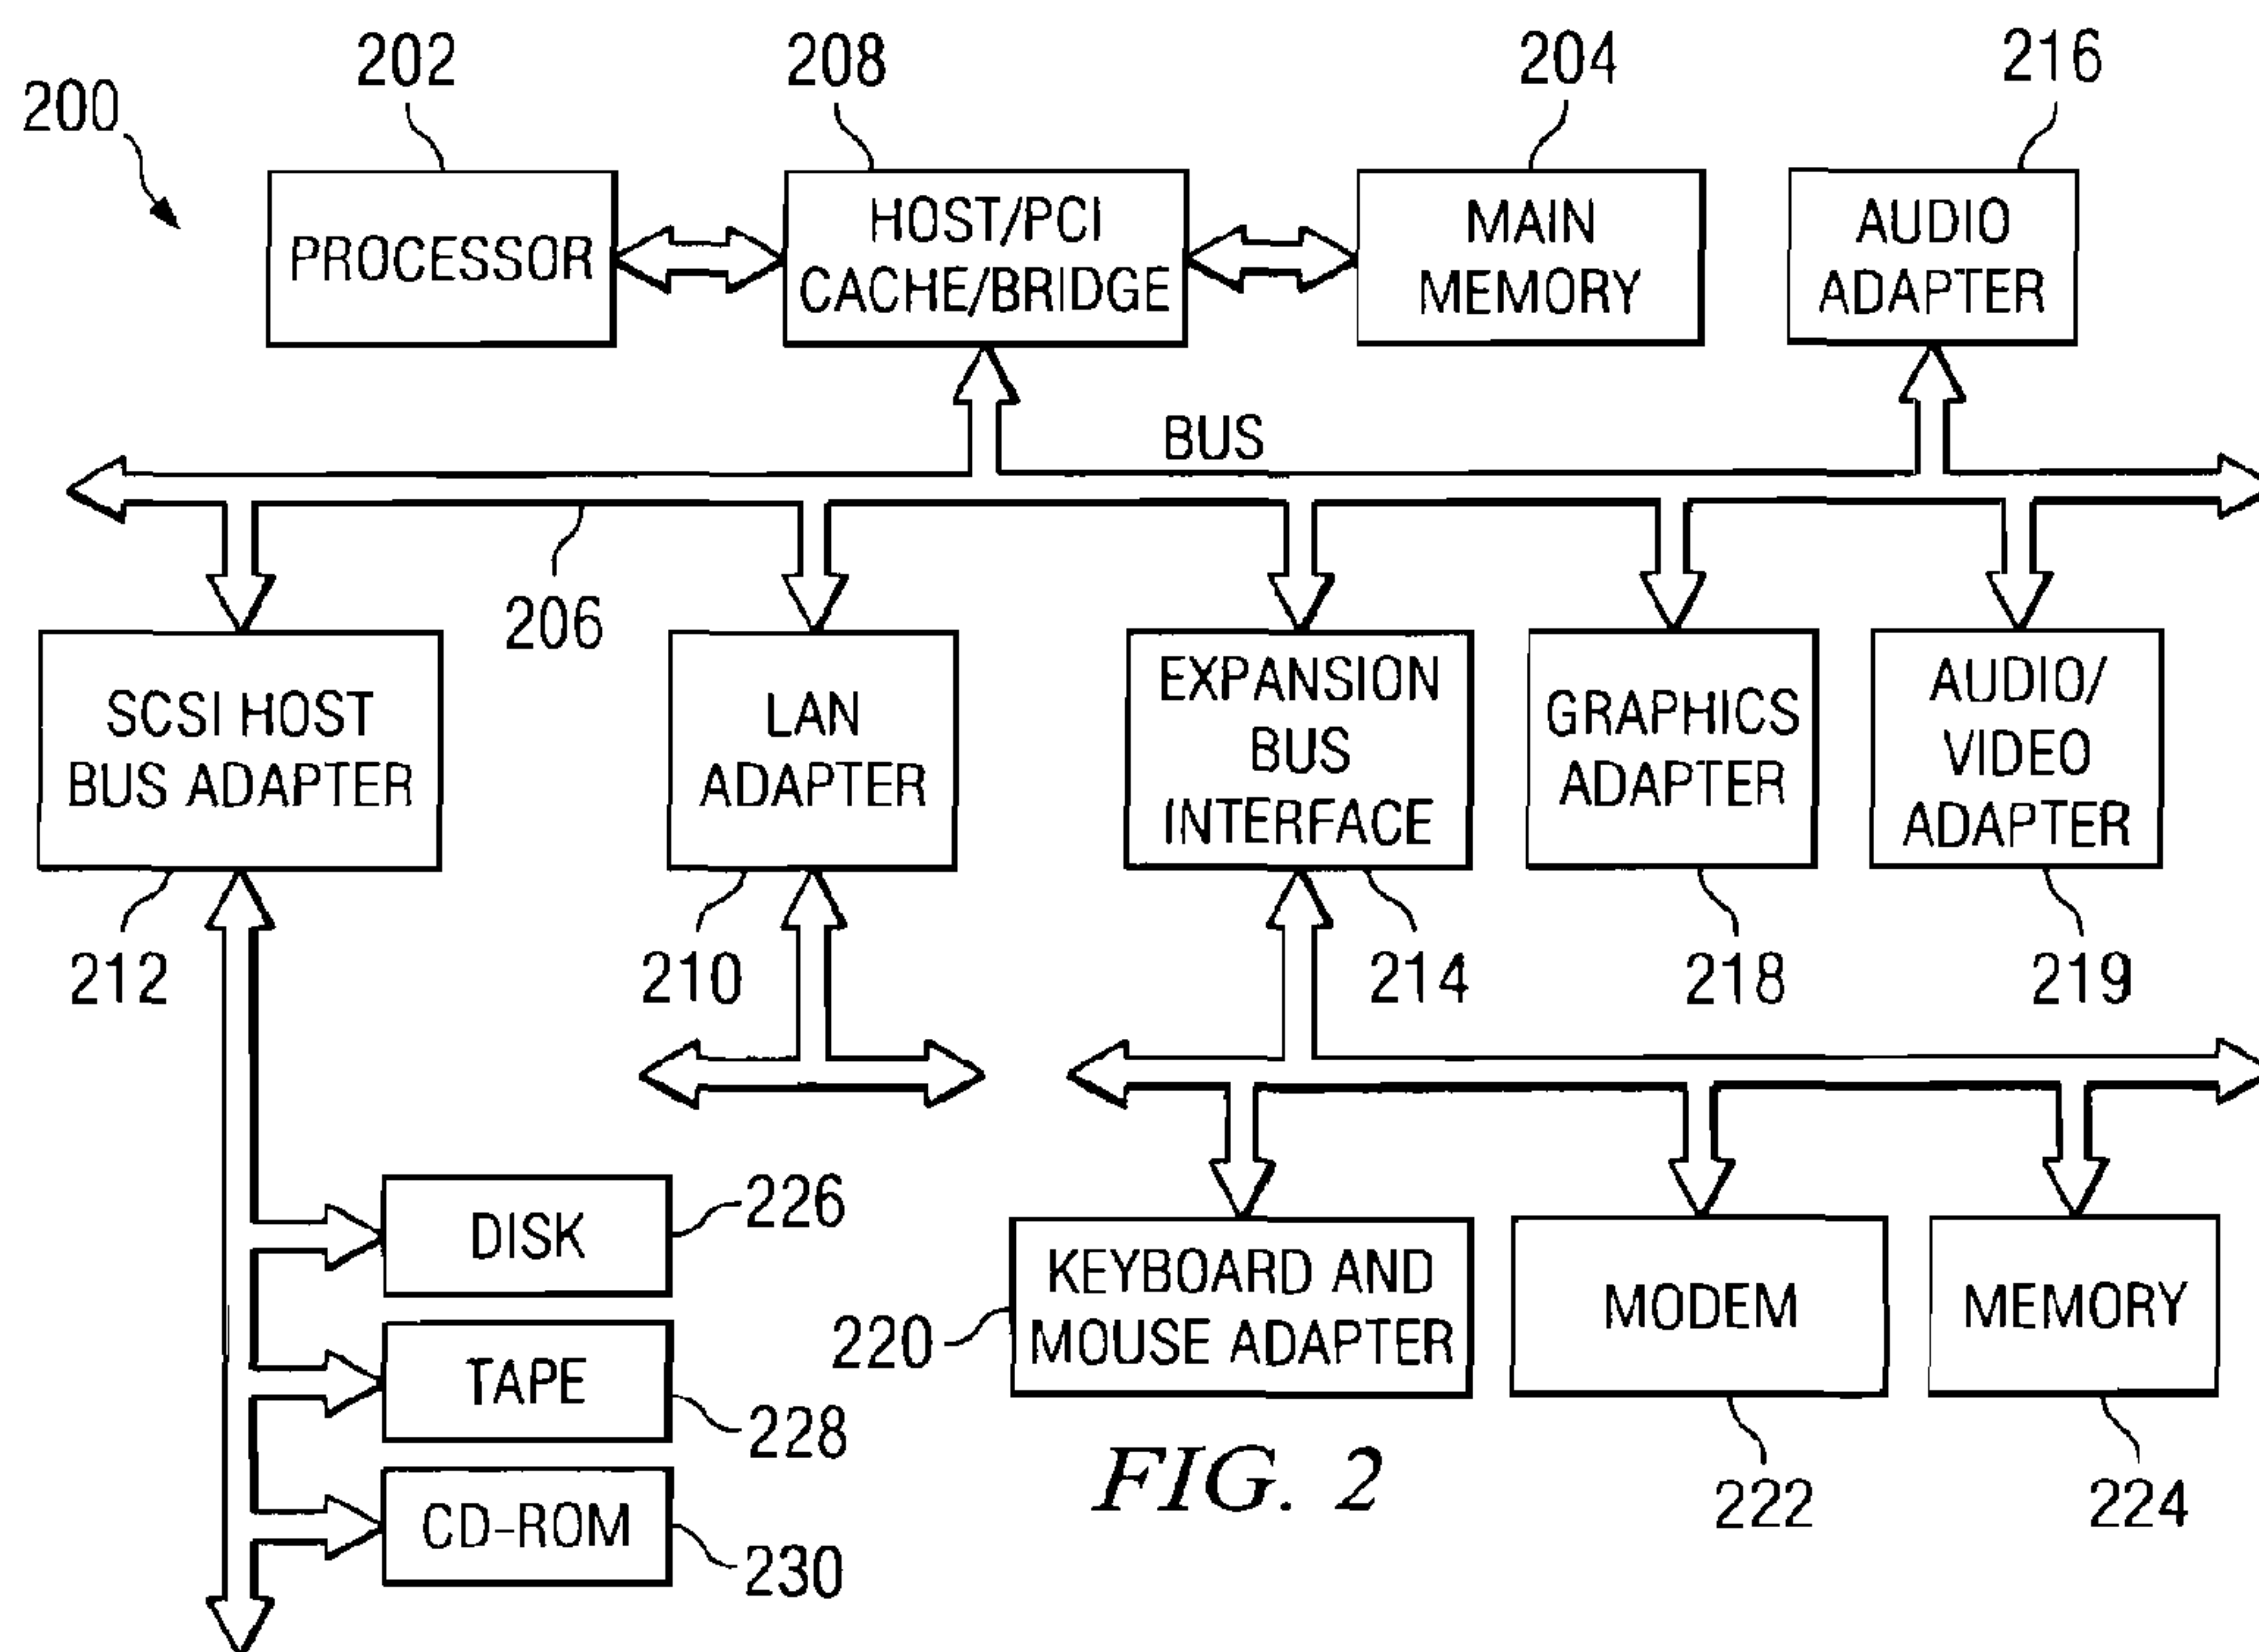 200
202
208
204
216
PROCESSOR
HOST/PCI
CACHE/BRIDGE
MAIN
MEMORY
AUDIO
ADAPTER
BUS
206
SCSI HOST
BUS ADAPTER
LAN
ADAPTER
EXPANSION
BUS
INTERFACE
GRAPHICS
ADAPTER
AUDIO/
VIDEO
ADAPTER
212
210
214
218
219
DISK
226
TAPE
228
CD-ROM
230
220
KEYBOARD AND
MOUSE ADAPTER
MODEM
MEMORY
222
224
FIG. 2